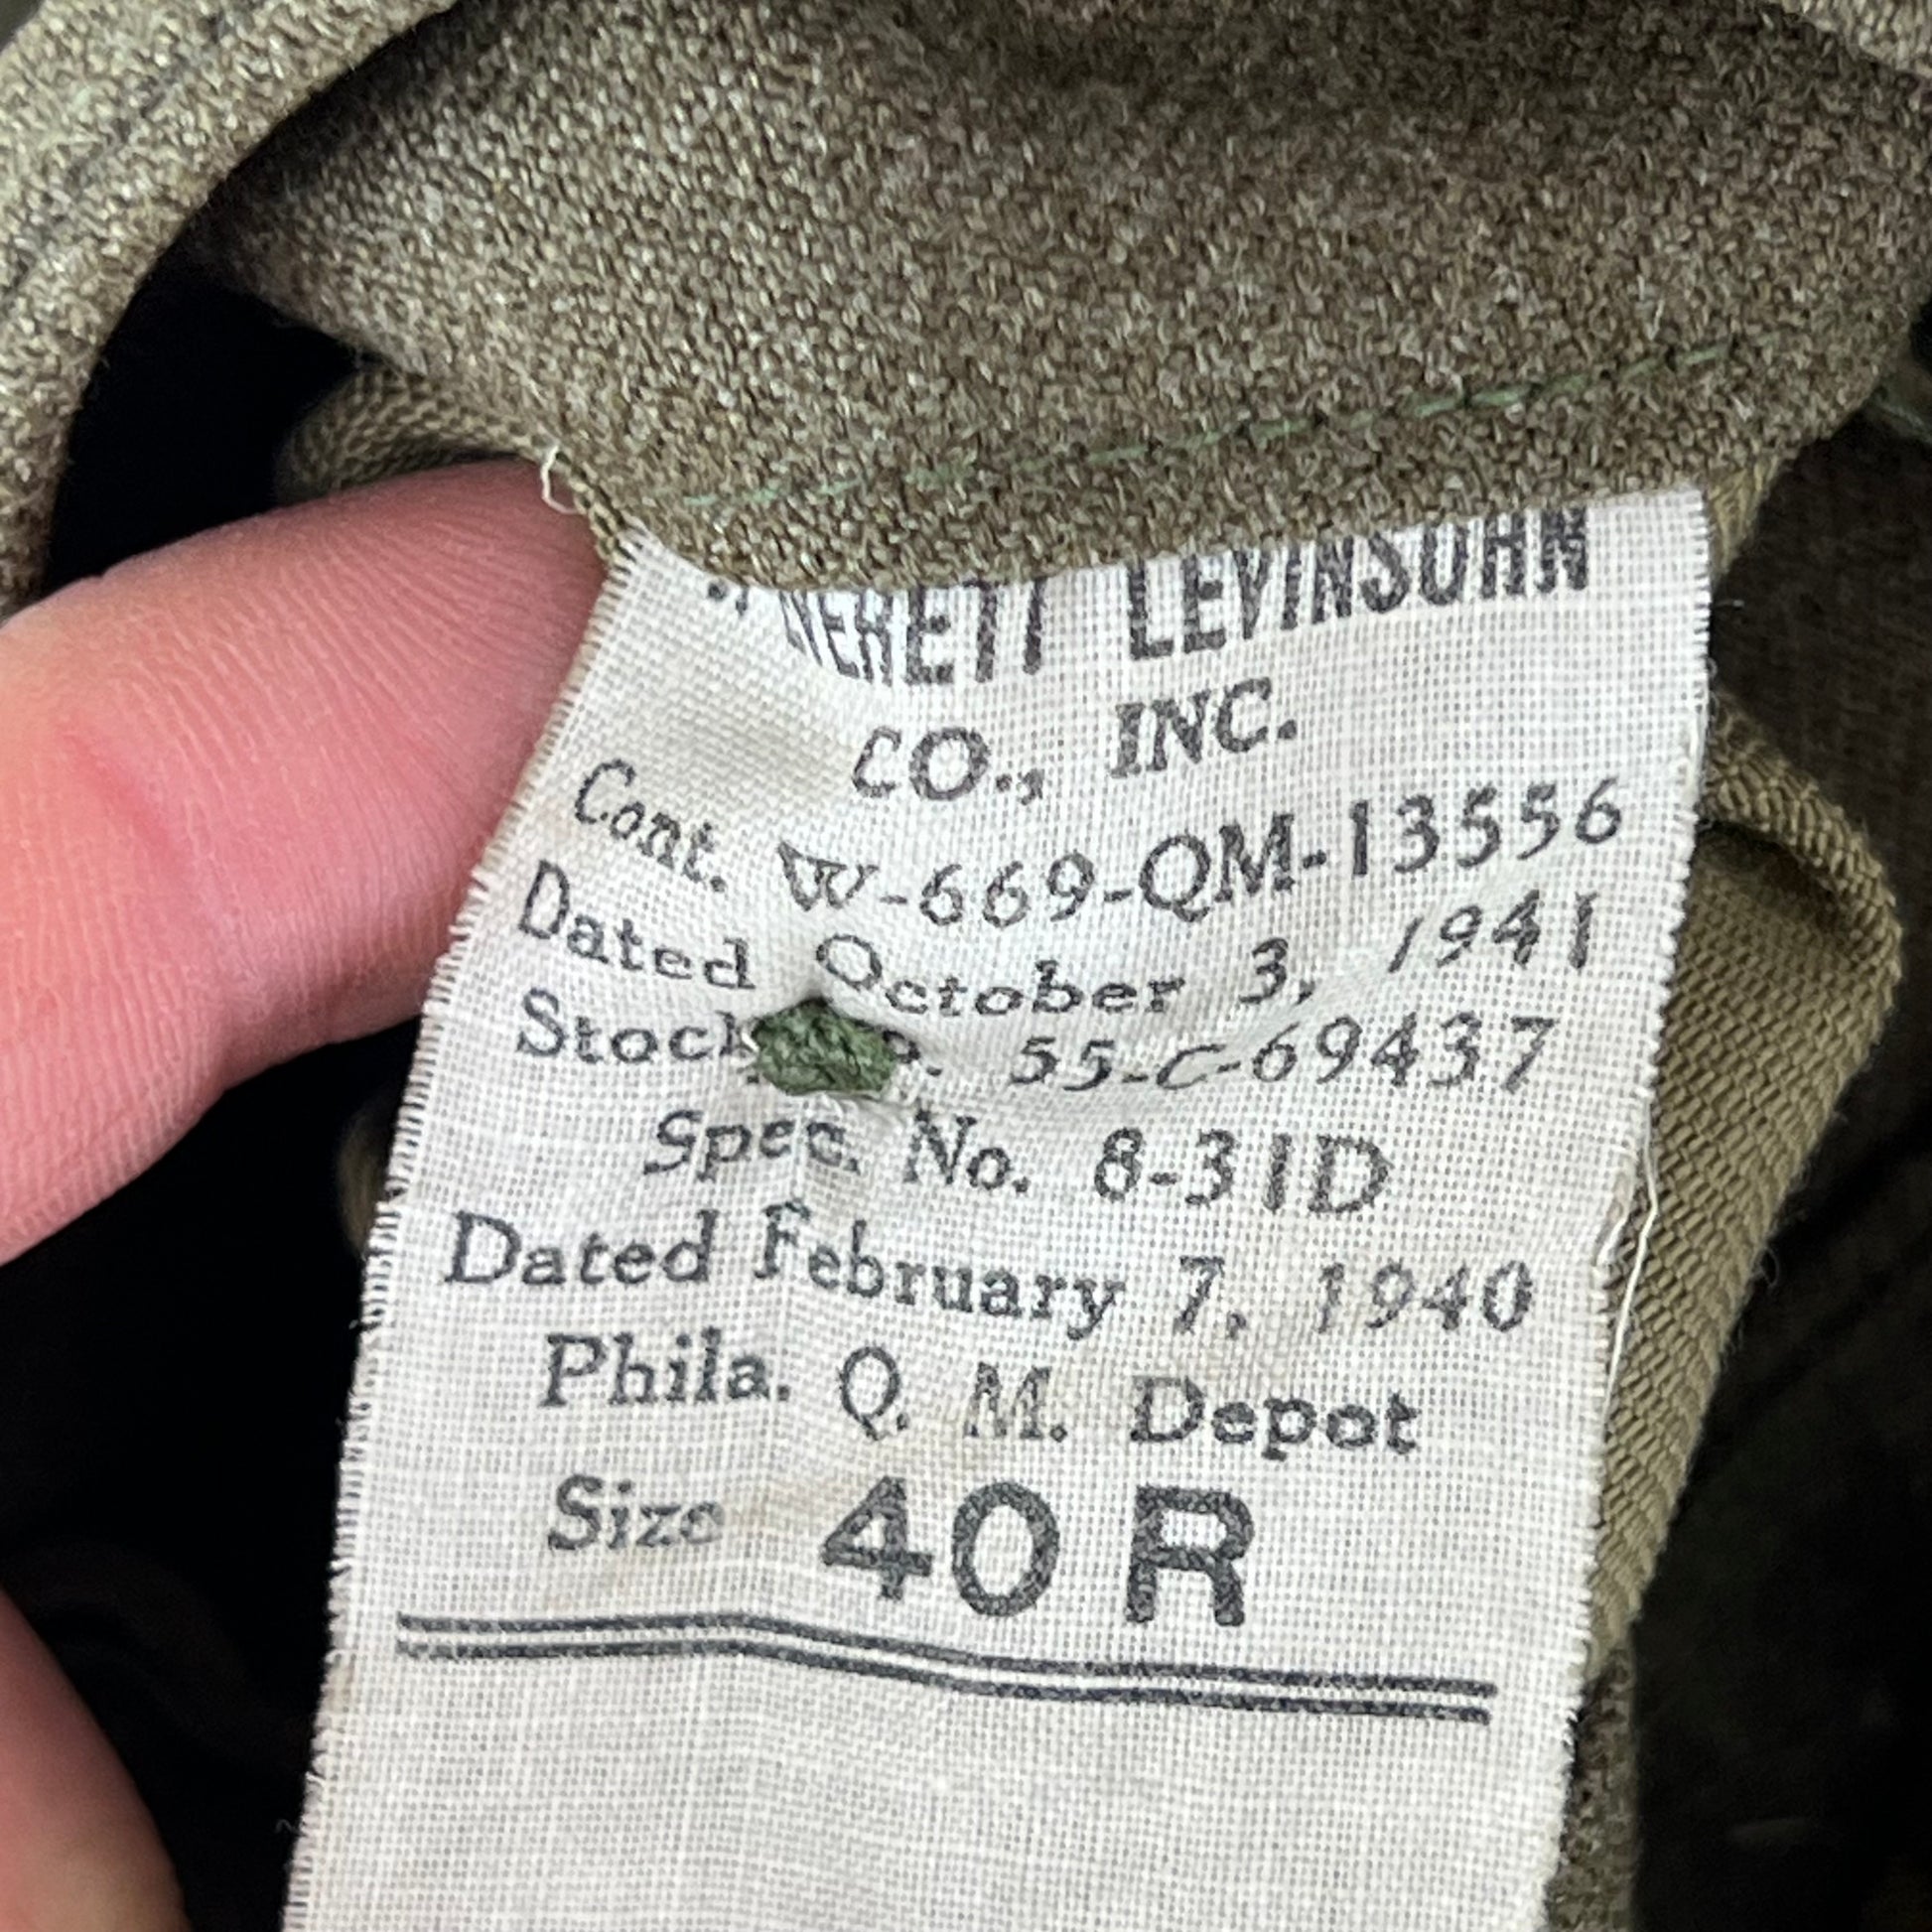 LEVINSOHN
CO., INC.
Cont. W-669-QM-13556
Dated October 3, 1941
Stock 55-C-69437
Spec. No. 8-31D
Dated February 7, 1940
Phila. Q. M. Depot
Size 40 R